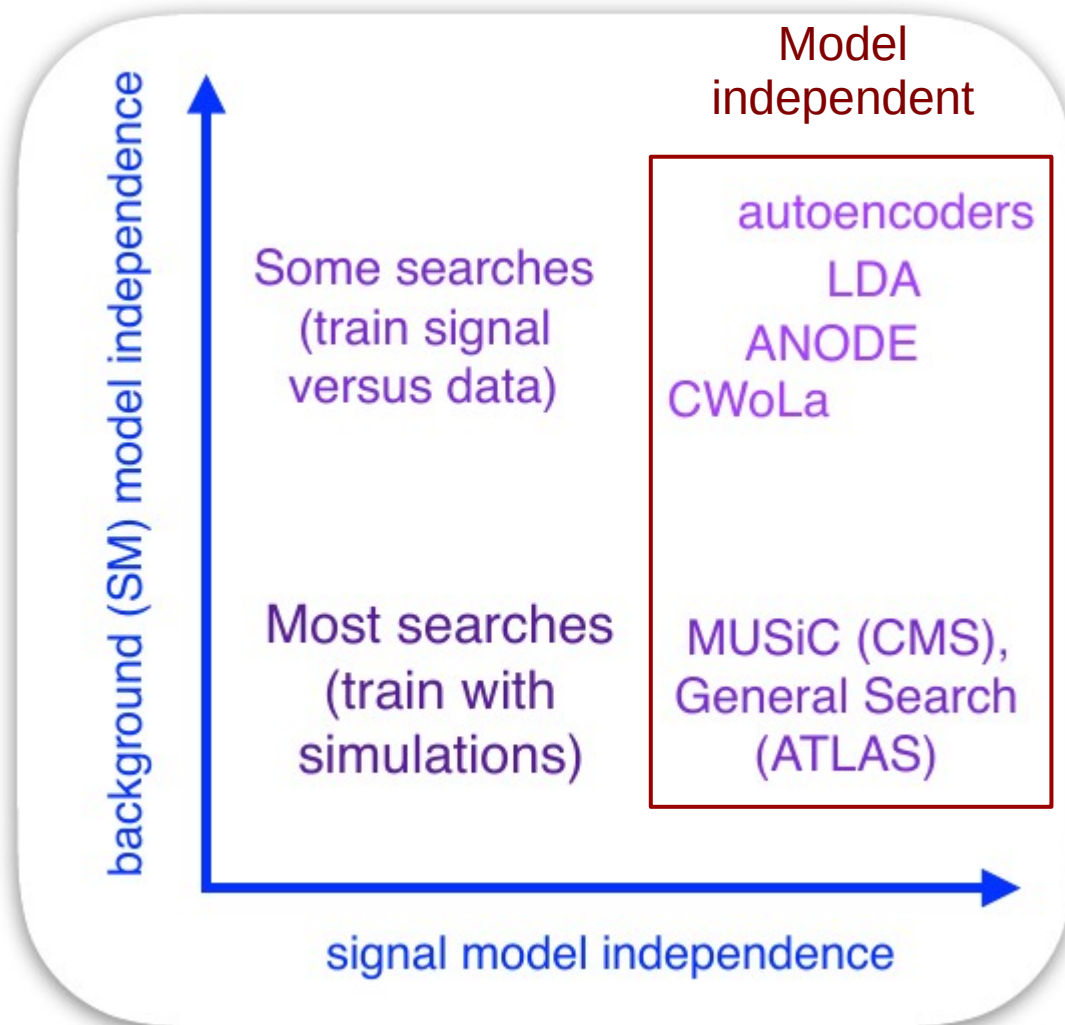 Model
independent
background (SM) model independence
Some searches
(train signal
versus data)
autoencoders
LDA
ANODE
CWoLa
Most searches
(train with
simulations)
MUSiC (CMS),
General Search
(ATLAS)
signal model independence